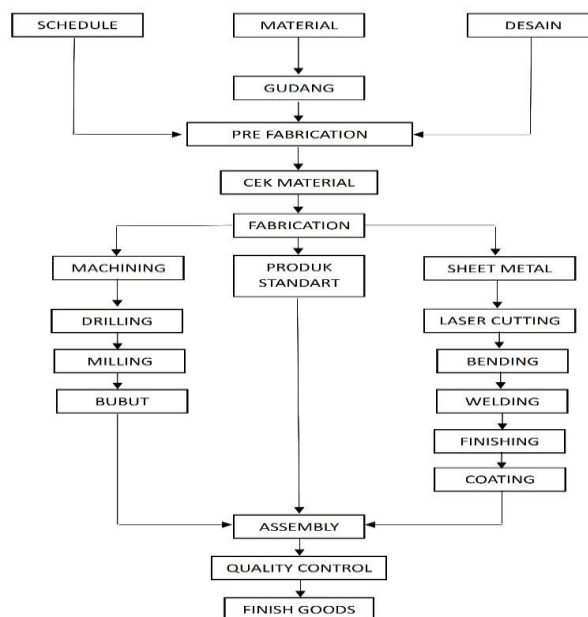 SCHEDULE
MATERIAL
DESAIN
GUDANG
PRE FABRICATION
CEK MATERIAL
FABRICATION
MACHINING
PRODUK
STANDART
SHEET METAL
DRILLING
LASER CUTTING
MILLING
BENDING
BUBUT
WELDING
FINISHING
COATING
ASSEMBLY
QUALITY CONTROL
FINISH GOODS